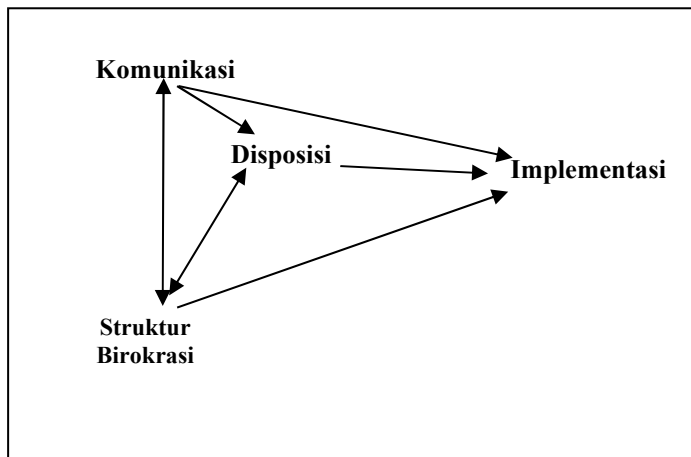 Komunikasi
Disposisi
Implementasi
Struktur
Birokrasi